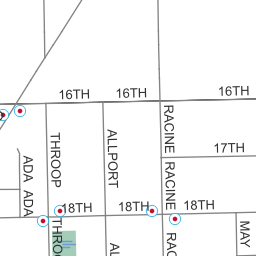 16TH 16TH 16TH
RACINE
17TH
THROOP
ALLPORT
ADA ADA
RACINE
18TH 18TH 18TH
THRO
AL
RAC
MAY